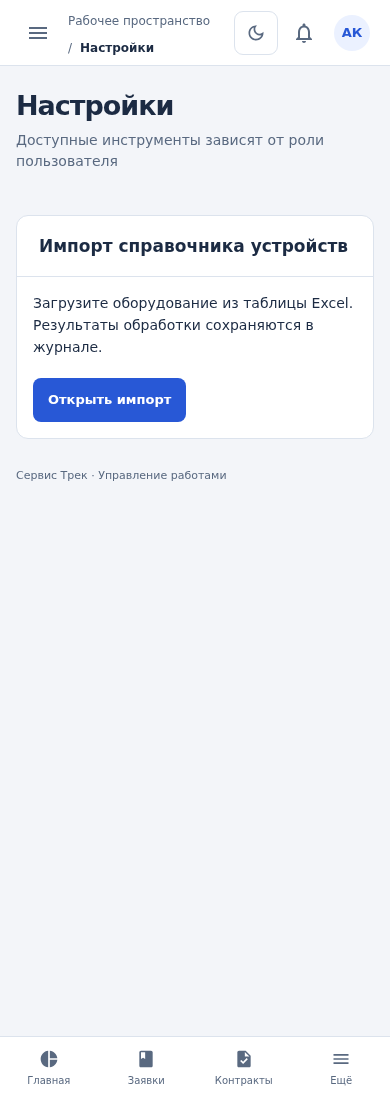 Рабочее пространство
/ Настройки
АК
Настройки
Доступные инструменты зависят от роли
пользователя
Импорт справочника устройств
Загрузите оборудование из таблицы Excel.
Результаты обработки сохраняются в
журнале.
Открыть импорт
Сервис Трек · Управление работами
Главная
Заявки
Контракты
Ещё